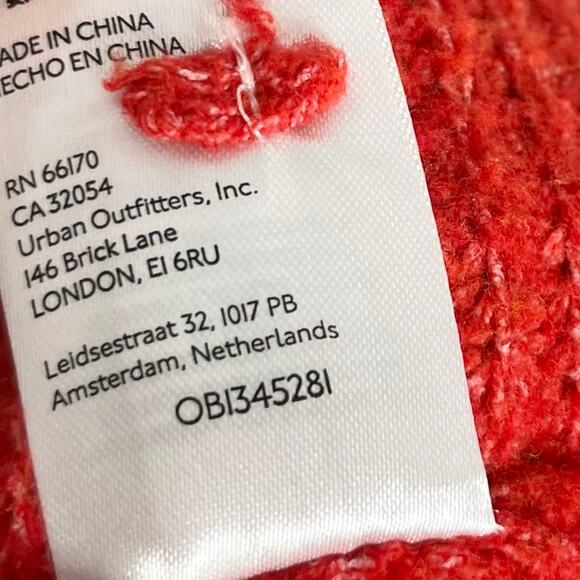 ADE IN CHINA
ECHO EN CHINA
RN 66170
CA 32054
Urban Outfitters, Inc.
146 Brick Lane
LONDON, E1 6RU
Leidsestraat 32, 1017 PB
Amsterdam, Netherlands
OB1345281